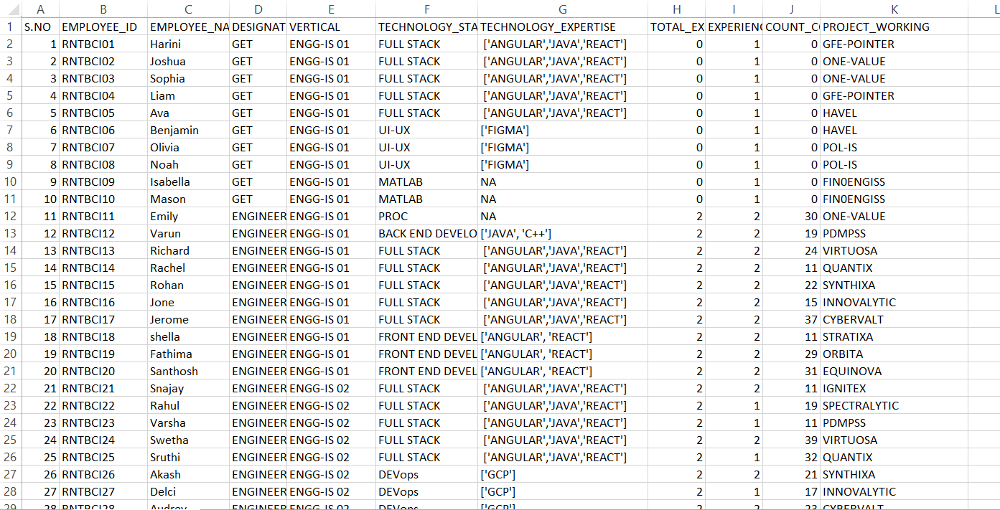 A B C D E F G H I J K L
1 S.NO EMPLOYEE_ID EMPLOYEE_NA DESIGNAT VERTICAL TECHNOLOGY_STA TECHNOLOGY_EXPERTISE TOTAL_EX EXPERIENC COUNT_CO PROJECT_WORKING
2 1 RNTBCI01 Harini GET ENGG-IS 01 FULL STACK ['ANGULAR','JAVA','REACT'] 0 1 0 GFE-POINTER
3 2 RNTBCI02 Joshua GET ENGG-IS 01 FULL STACK ['ANGULAR','JAVA','REACT'] 0 1 0 ONE-VALUE
4 3 RNTBCI03 Sophia GET ENGG-IS 01 FULL STACK ['ANGULAR','JAVA','REACT'] 0 1 0 ONE-VALUE
5 4 RNTBCI04 Liam GET ENGG-IS 01 FULL STACK ['ANGULAR','JAVA','REACT'] 0 1 0 GFE-POINTER
6 5 RNTBCI05 Ava GET ENGG-IS 01 FULL STACK ['ANGULAR','JAVA','REACT'] 0 1 0 HAVEL
7 6 RNTBCI06 Benjamin GET ENGG-IS 01 UI-UX ['FIGMA'] 0 1 0 HAVEL
8 7 RNTBCI07 Olivia GET ENGG-IS 01 UI-UX ['FIGMA'] 0 1 0 POL-IS
9 8 RNTBCI08 Noah GET ENGG-IS 01 UI-UX ['FIGMA'] 0 1 0 POL-IS
10 9 RNTBCI09 Isabella GET ENGG-IS 01 MATLAB NA 0 1 0 FIN0ENGISS
11 10 RNTBCI10 Mason GET ENGG-IS 01 MATLAB NA 0 1 0 FIN0ENGISS
12 11 RNTBCI11 Emily ENGINEER ENGG-IS 01 PROC NA 2 2 30 ONE-VALUE
13 12 RNTBCI12 Varun ENGINEER ENGG-IS 01 BACK END DEVELO ['JAVA', 'C++'] 2 2 19 PDMPSS
14 13 RNTBCI13 Richard ENGINEER ENGG-IS 01 FULL STACK ['ANGULAR','JAVA','REACT'] 2 2 24 VIRTUOSA
15 14 RNTBCI14 Rachel ENGINEER ENGG-IS 01 FULL STACK ['ANGULAR','JAVA','REACT'] 2 2 11 QUANTIX
16 15 RNTBCI15 Rohan ENGINEER ENGG-IS 01 FULL STACK ['ANGULAR','JAVA','REACT'] 2 2 22 SYNTHIXA
17 16 RNTBCI16 Jone ENGINEER ENGG-IS 01 FULL STACK ['ANGULAR','JAVA','REACT'] 2 2 15 INNOVALYTIC
18 17 RNTBCI17 Jerome ENGINEER ENGG-IS 01 FULL STACK ['ANGULAR','JAVA','REACT'] 2 2 37 CYBERVALT
19 18 RNTBCI18 shella ENGINEER ENGG-IS 01 FRONT END DEVEL ['ANGULAR', 'REACT'] 2 2 11 STRATIXA
20 19 RNTBCI19 Fathima ENGINEER ENGG-IS 01 FRONT END DEVEL ['ANGULAR', 'REACT'] 2 2 29 ORBITA
21 20 RNTBCI20 Santhosh ENGINEER ENGG-IS 01 FRONT END DEVEL ['ANGULAR', 'REACT'] 2 2 31 EQUINOVA
22 21 RNTBCI21 Snajay ENGINEER ENGG-IS 02 FULL STACK ['ANGULAR','JAVA','REACT'] 2 2 11 IGNITEX
23 22 RNTBCI22 Rahul ENGINEER ENGG-IS 02 FULL STACK ['ANGULAR','JAVA','REACT'] 2 1 19 SPECTRALYTIC
24 23 RNTBCI23 Varsha ENGINEER ENGG-IS 02 FULL STACK ['ANGULAR','JAVA','REACT'] 2 1 11 PDMPSS
25 24 RNTBCI24 Swetha ENGINEER ENGG-IS 02 FULL STACK ['ANGULAR','JAVA','REACT'] 2 2 39 VIRTUOSA
26 25 RNTBCI25 Sruthi ENGINEER ENGG-IS 02 FULL STACK ['ANGULAR','JAVA','REACT'] 2 1 32 QUANTIX
27 26 RNTBCI26 Akash ENGINEER ENGG-IS 02 DEVops ['GCP'] 2 2 21 SYNTHIXA
28 27 RNTBCI27 Delci ENGINEER ENGG-IS 02 DEVops ['GCP'] 2 1 17 INNOVALYTIC
29 28 RNTBCI28 Audrey ENGINEER ENGG-IS 02 DEVops ['GCP'] 2 1 23 CYBERVALT